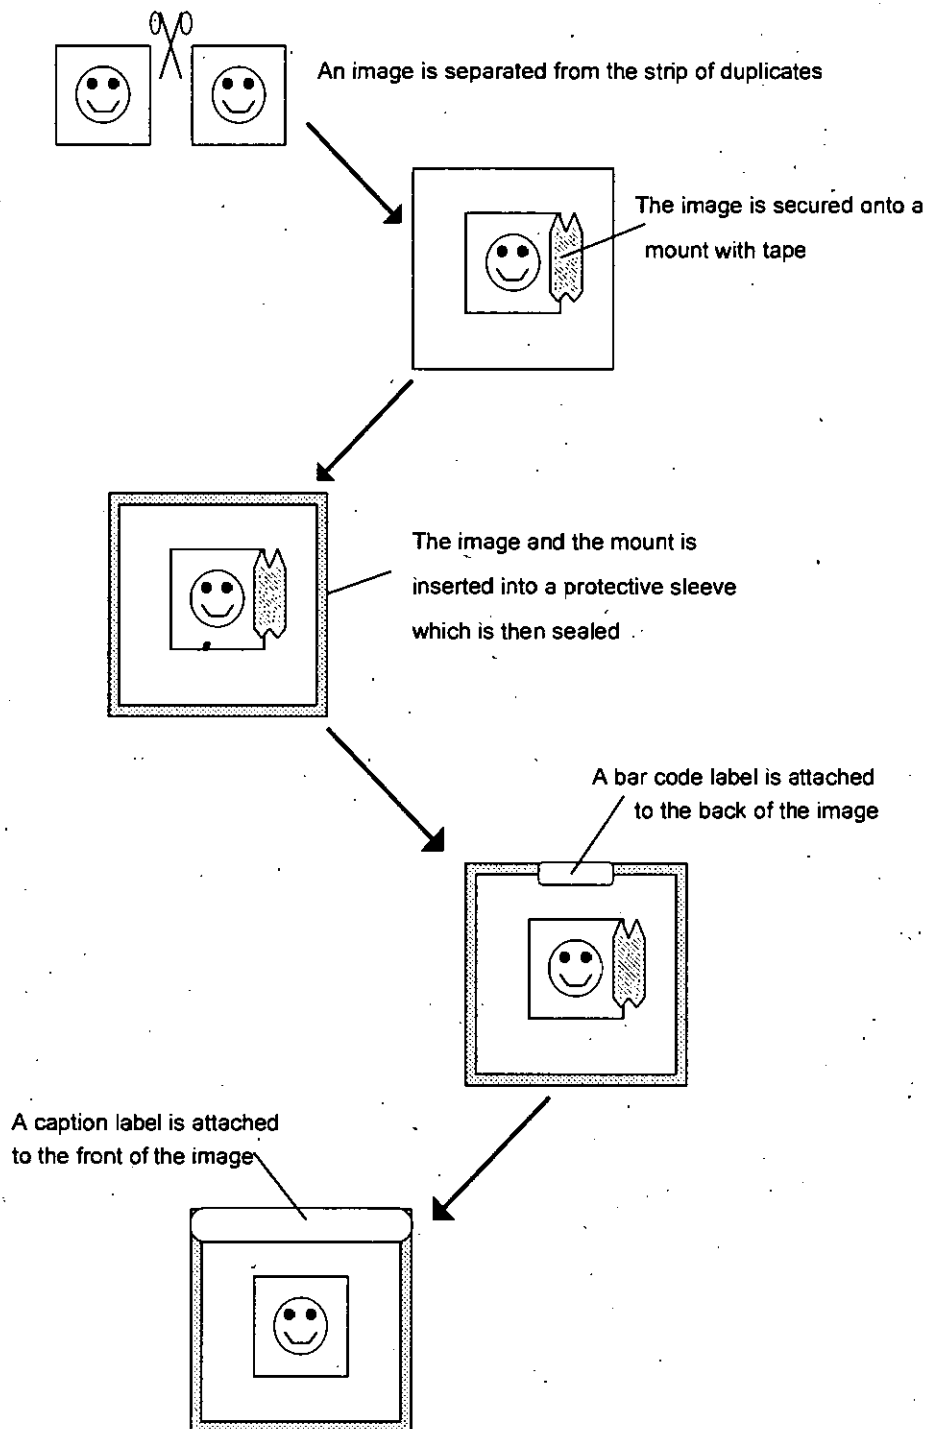 An image is separated from the strip of duplicates
The image is secured onto a
mount with tape
The image and the mount is
inserted into a protective sleeve
which is then sealed
A bar code label is attached
to the back of the image
A caption label is attached
to the front of the image